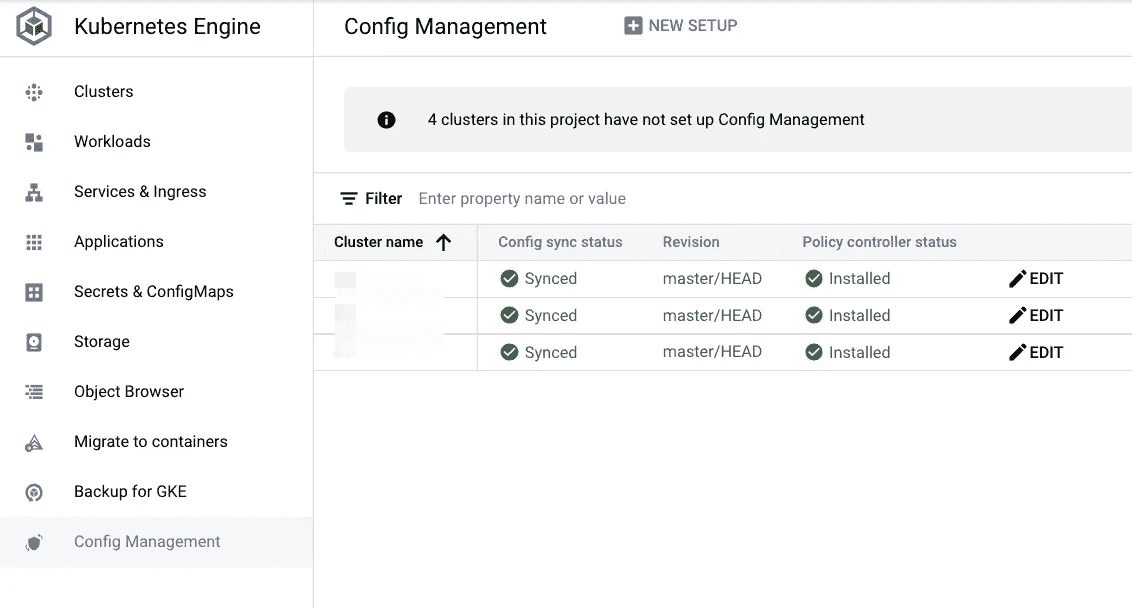 Kubernetes Engine
Config Management
NEW SETUP
Clusters
Workloads
Services & Ingress
Applications
Secrets & ConfigMaps
Storage
Object Browser
Migrate to containers
Backup for GKE
Config Management
4 clusters in this project have not set up Config Management
Filter Enter property name or value
Cluster name Config sync status Revision Policy controller status
Synced master/HEAD Installed EDIT
Synced master/HEAD Installed EDIT
Synced master/HEAD Installed EDIT